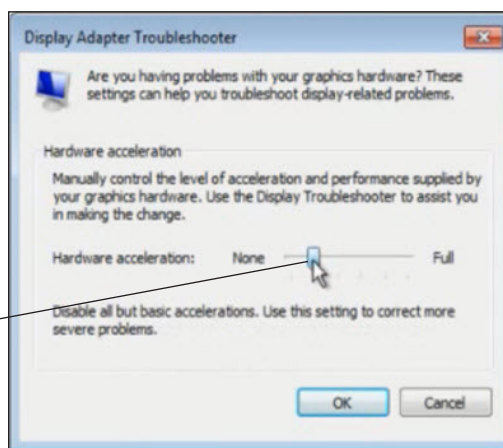 Display Adapter Troubleshooter
Are you having problems with your graphics hardware? These
settings can help you troubleshoot display-related problems.
Hardware acceleration
Manually control the level of acceleration and performance supplied by
your graphics hardware. Use the Display Troubleshooter to assist you
in making the change.
Hardware acceleration: None Full
Disable all but basic accelerations. Use this setting to correct more
severe problems.
OK Cancel